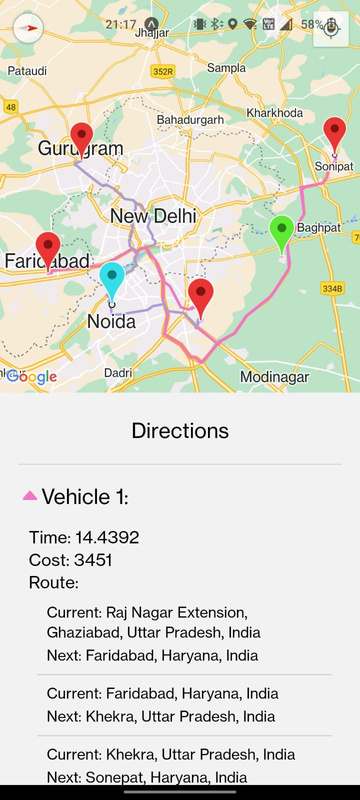 21:17
58%
Jhajjar
Pataudi
352R
Sampla
48
Kharkhoda
Bahadurgarh
Gurugram
Sonipat
New Delhi
Baghpat
Faridabad
334B
Noida
Google
Dadri
Modinagar
Directions
Vehicle 1:
Time: 14.4392
Cost: 3451
Route:
Current: Raj Nagar Extension,
Ghaziabad, Uttar Pradesh, India
Next: Faridabad, Haryana, India
Current: Faridabad, Haryana, India
Next: Khekra, Uttar Pradesh, India
Current: Khekra, Uttar Pradesh, India
Next: Sonepat, Haryana, India